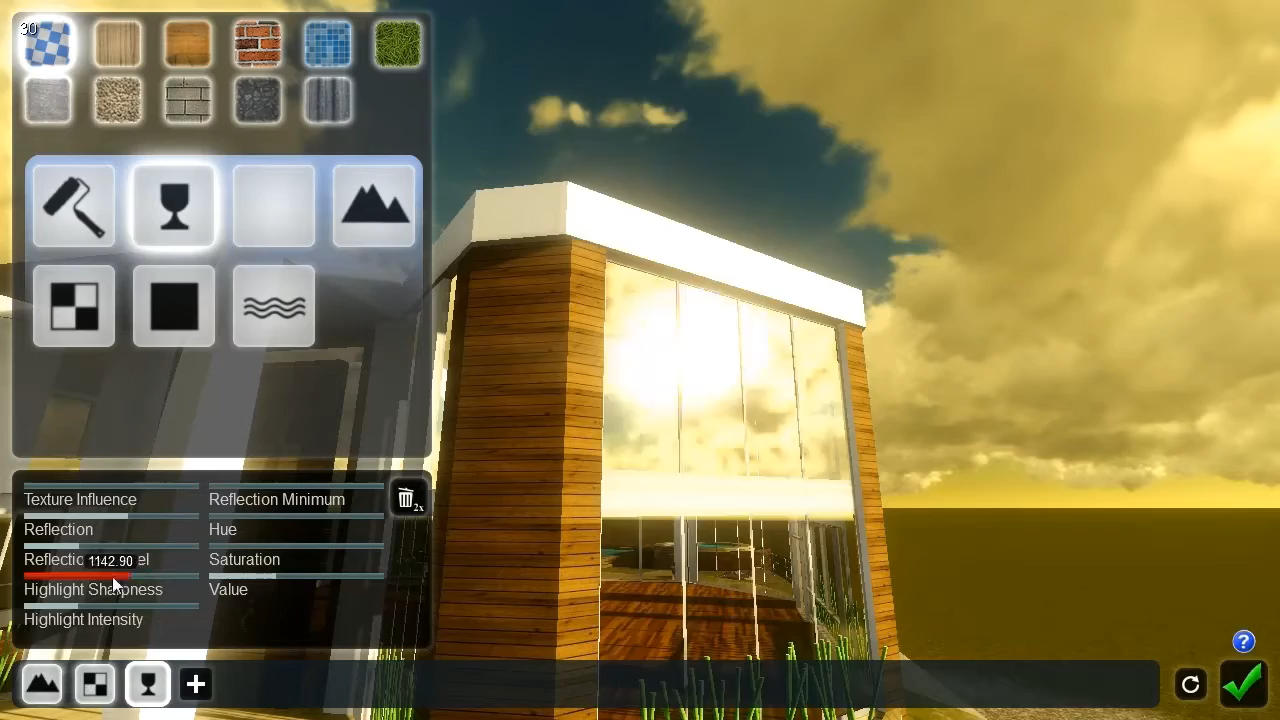 30
Texture Influence
Reflection Minimum
Reflection
Hue
Reflectio
1142.90
el
Saturation
Highlight Sharpness
Value
Highlight Intensity
2x
?